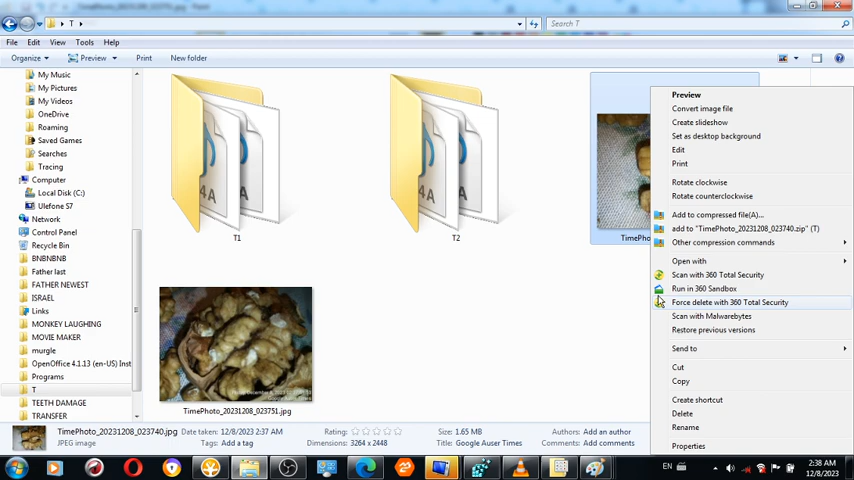 T
Search T
File Edit View Tools Help
Organize Preview Print New folder
My Music
My Pictures
My Videos
OneDrive
Roaming
Saved Games
Searches
Tracing
Computer
Local Disk (C:)
Ulefone S7
Network
Control Panel
Recycle Bin
BNBNBNB
Father last
FATHER NEWEST
ISRAEL
Links
MONKEY LAUGHING
MOVIE MAKER
murgle
OpenOffice 4.1.13 (en-US) Inst
Programs
T
TEETH DAMAGE
TRANSFER
T1
T2
TimePho
TimePhoto_20231208_023751.jpg
Preview
Convert image file
Create slideshow
Set as desktop background
Edit
Print
Rotate clockwise
Rotate counterclockwise
Add to compressed file(A)...
add to "TimePhoto_20231208_023740.zip" (T)
Other compression commands
Open with
Scan with 360 Total Security
Run in 360 Sandbox
Force delete with 360 Total Security
Scan with Malwarebytes
Restore previous versions
Send to
Cut
Copy
Create shortcut
Delete
Rename
Properties
TimePhoto_20231208_023740.jpg Date taken: 12/8/2023 2:37 AM Rating: Size: 1.65 MB Authors: Add an author
JPEG image Tags: Add a tag Dimensions: 3264 x 2448 Title: Google Auser Times Comments: Add comments
EN 2:38 AM
12/8/2023